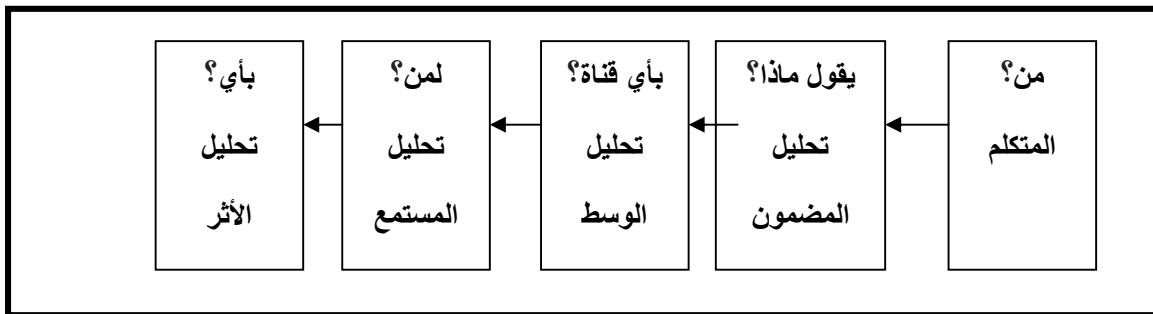 من؟
المتكلم
يقول ماذا؟
تحليل
المضمون
بأي قناة؟
تحليل
الوسط
لمن؟
تحليل
المستمع
بأي؟
تحليل
الأثر